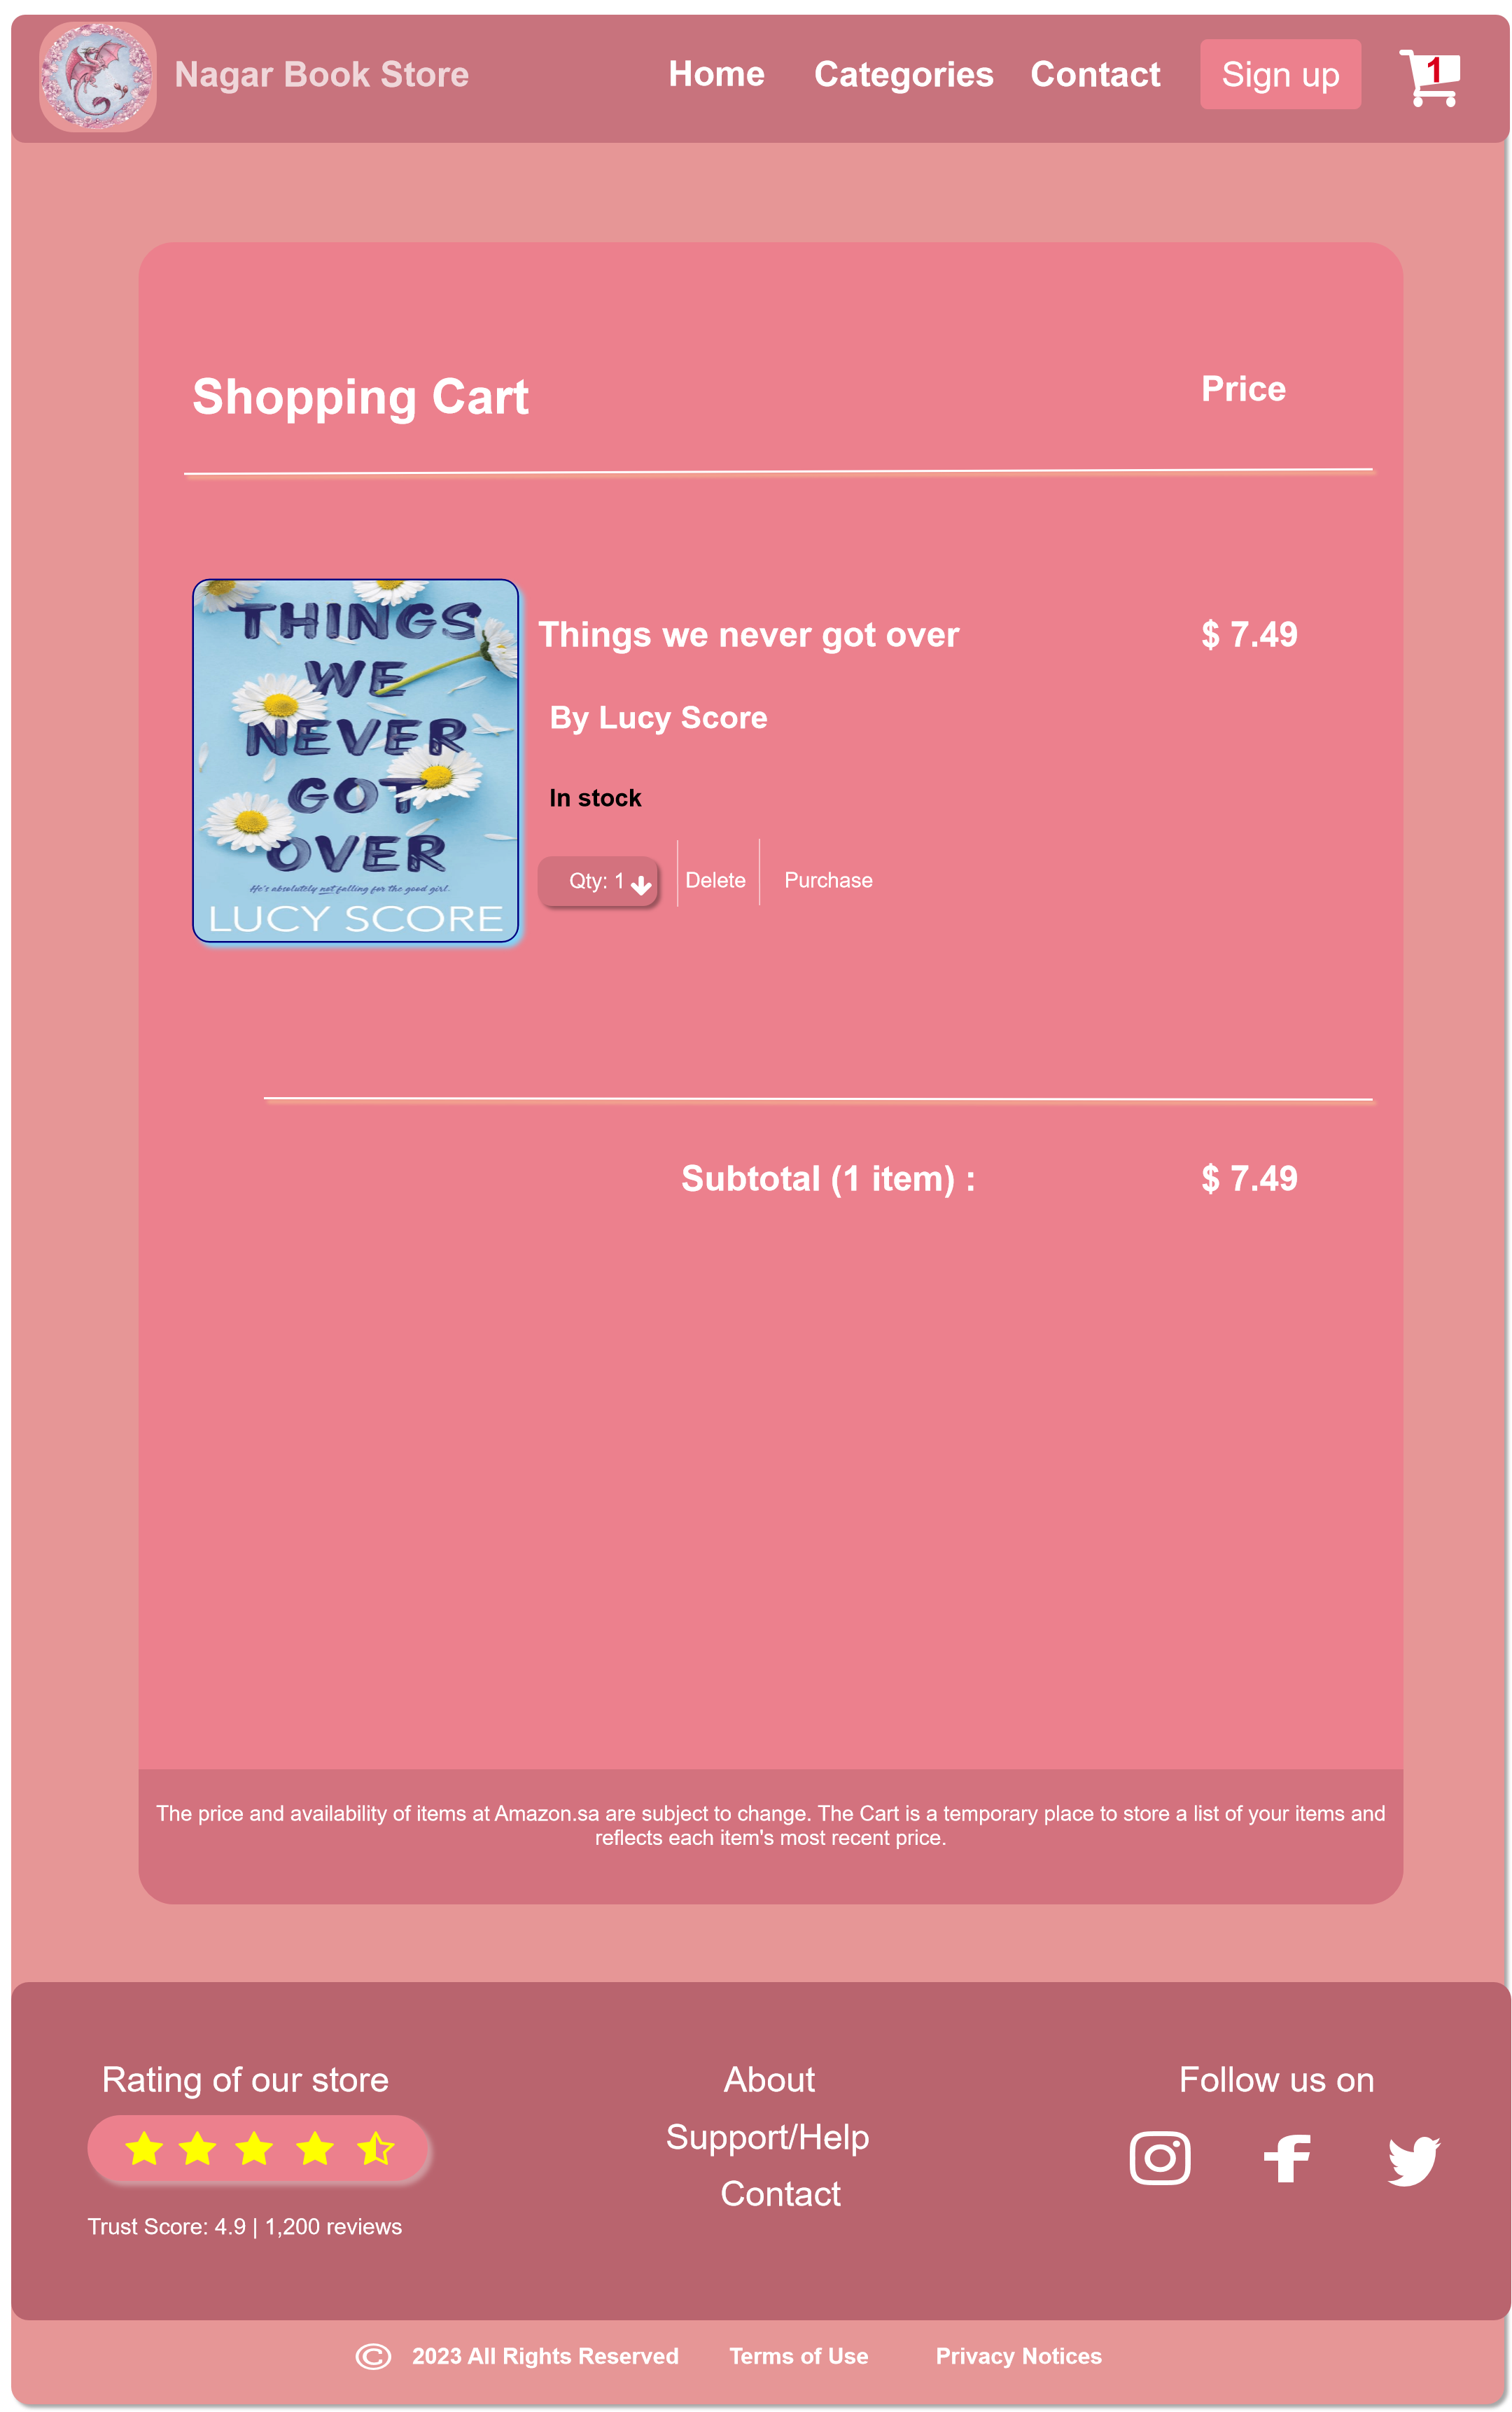 Nagar Book Store
Home
Categories
Contact
Sign up
1
Shopping Cart
Price
THINGS
WE
NEVER
GOT
OVER
He's absolutely not falling for the good girl.
LUCY SCORE
Things we never got over
$ 7.49
By Lucy Score
In stock
Qty: 1
Delete
Purchase
Subtotal (1 item) :
$ 7.49
The price and availability of items at Amazon.sa are subject to change. The Cart is a temporary place to store a list of your items and
reflects each item's most recent price.
Rating of our store
Trust Score: 4.9 | 1,200 reviews
About
Support/Help
Contact
Follow us on
© 2023 All Rights Reserved
Terms of Use
Privacy Notices